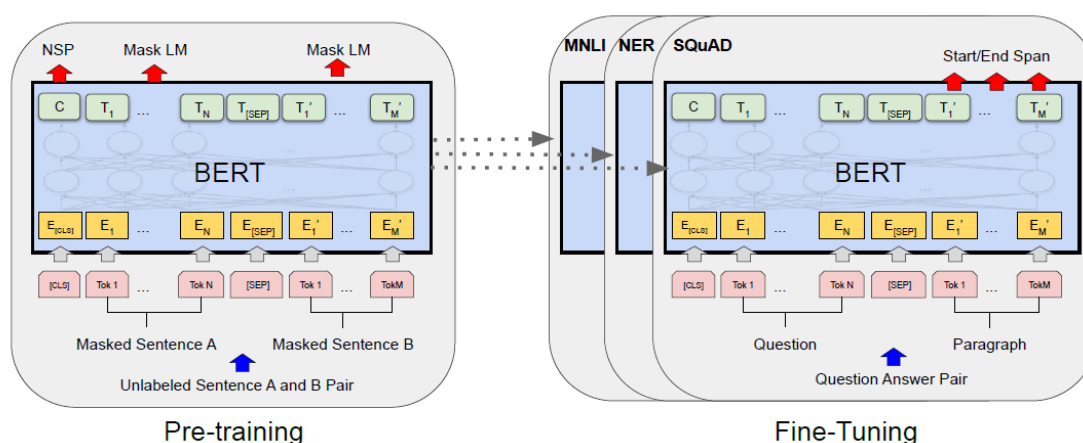 NSP Mask LM Mask LM
C T1 ... TN T[SEP] T1' ... TM'
...
BERT
...
E[CLS] E1 ... EN E[SEP] E1' ... EM'
[CLS] Tok 1 ... Tok N [SEP] Tok 1 ... TokM
Masked Sentence A Masked Sentence B
Unlabeled Sentence A and B Pair
Pre-training
MNLI NER SQuAD
Start/End Span
C T1 ... TN T[SEP] T1' ... TM'
...
BERT
...
E[CLS] E1 ... EN E[SEP] E1' ... EM'
[CLS] Tok 1 ... Tok N [SEP] Tok 1 ... TokM
Question Paragraph
Question Answer Pair
Fine-Tuning